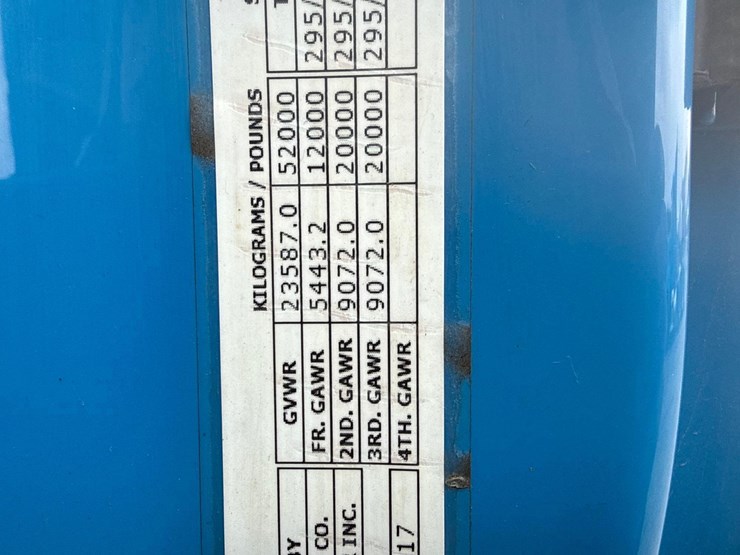 KILOGRAMS / POUNDS
GVWR 23587.0 52000
CO. FR. GAWR 5443.2 12000 295/
INC. 2ND. GAWR 9072.0 20000 295/
3RD. GAWR 9072.0 20000 295/
17 4TH. GAWR